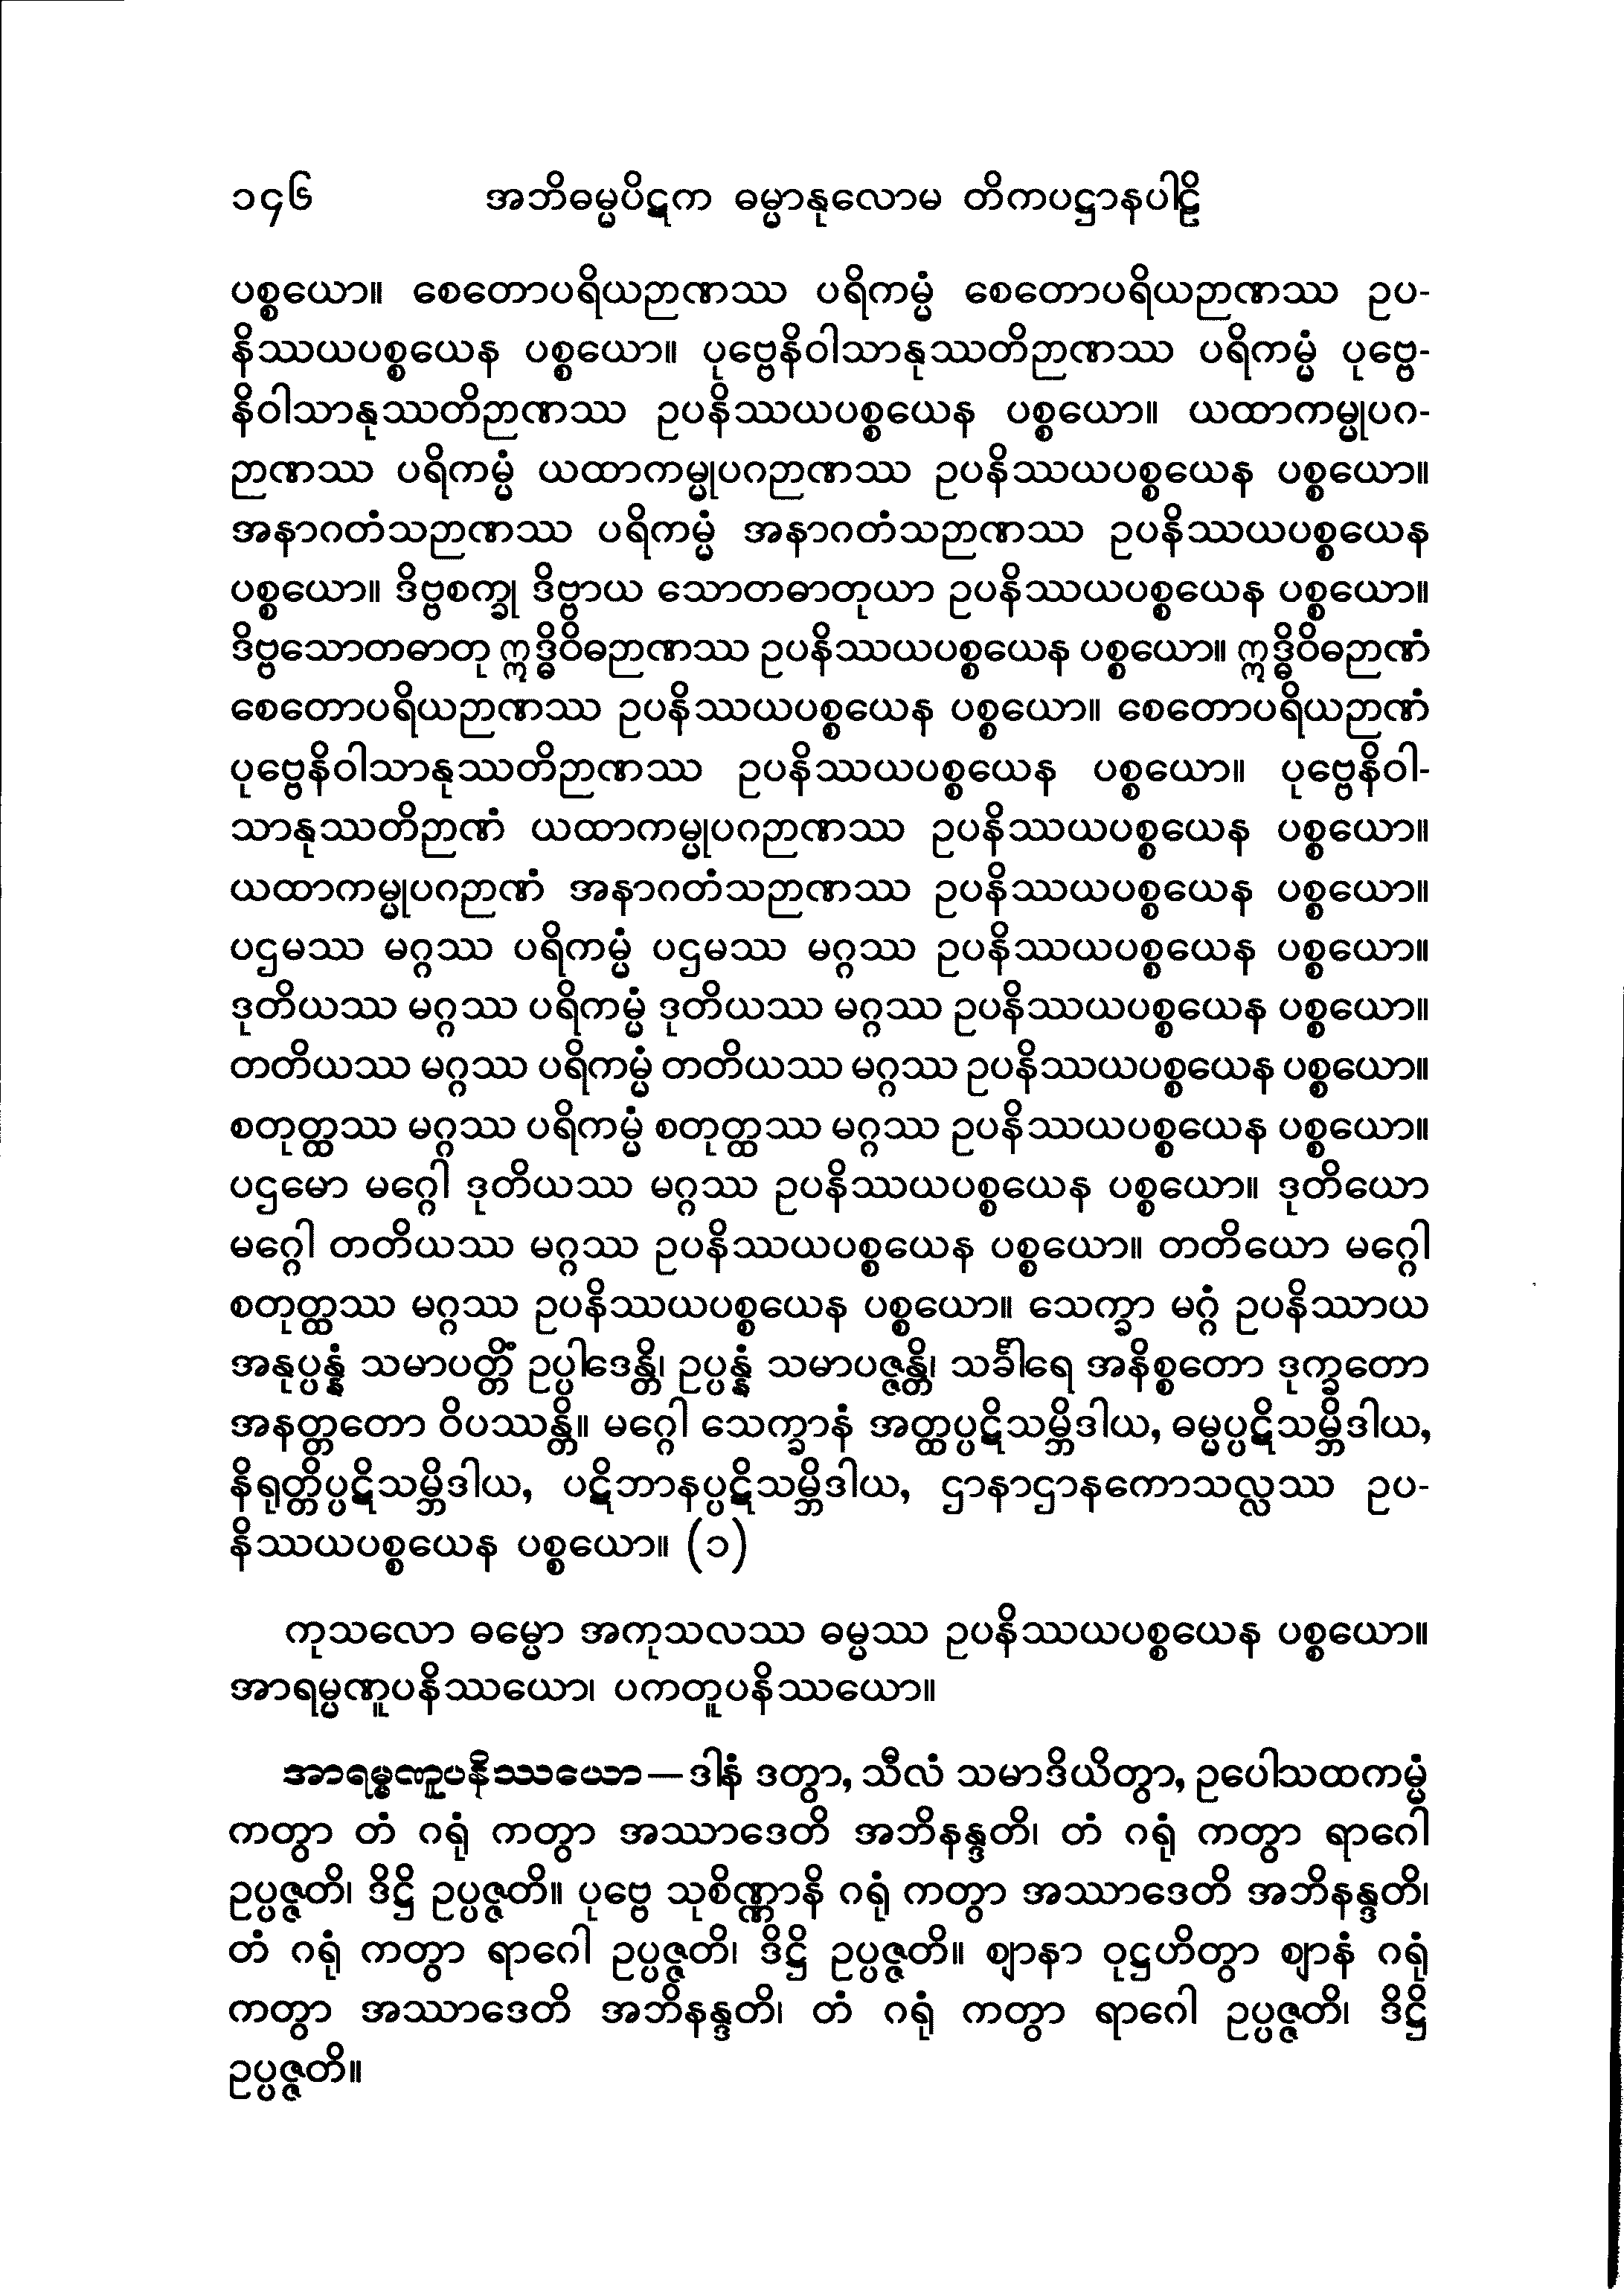 ၁၄၆ အဘိဓမ္မပိဋက ဓမ္မာနုလောမ တိကပဋ္ဌာနပါဠိ
ပစ္စယော။ စေတောပရိယဉာဏဿ ပရိကမ္မံ စေတောပရိယဉာဏဿ ဥပ-
နိဿယပစ္စယေန ပစ္စယော။ ပုဗ္ဗေနိဝါသာနုဿတိဉာဏဿ ပရိကမ္မံ ပုဗ္ဗေ-
နိဝါသာနုဿတိဉာဏဿ ဥပနိဿယပစ္စယေန ပစ္စယော။ ယထာကမ္မုပဂ-
ဉာဏဿ ပရိကမ္မံ ယထာကမ္မုပဂဉာဏဿ ဥပနိဿယပစ္စယေန ပစ္စယော။
အနာဂတံသဉာဏဿ ပရိကမ္မံ အနာဂတံသဉာဏဿ ဥပနိဿယပစ္စယေန
ပစ္စယော။ ဒိဗ္ဗစက္ခု ဒိဗ္ဗာယ သောတဓာတုယာ ဥပနိဿယပစ္စယေန ပစ္စယော။
ဒိဗ္ဗသောတဓာတု ဣဒ္ဓိဝိဓဉာဏဿ ဥပနိဿယပစ္စယေန ပစ္စယော။ ဣဒ္ဓိဝိဓဉာဏံ
စေတောပရိယဉာဏဿ ဥပနိဿယပစ္စယေန ပစ္စယော။ စေတောပရိယဉာဏံ
ပုဗ္ဗေနိဝါသာနုဿတိဉာဏဿ ဥပနိဿယပစ္စယေန ပစ္စယော။ ပုဗ္ဗေနိဝါ-
သာနုဿတိဉာဏံ ယထာကမ္မုပဂဉာဏဿ ဥပနိဿယပစ္စယေန ပစ္စယော။
ယထာကမ္မုပဂဉာဏံ အနာဂတံသဉာဏဿ ဥပနိဿယပစ္စယေန ပစ္စယော။
ပဌမဿ မဂ္ဂဿ ပရိကမ္မံ ပဌမဿ မဂ္ဂဿ ဥပနိဿယပစ္စယေန ပစ္စယော။
ဒုတိယဿ မဂ္ဂဿ ပရိကမ္မံ ဒုတိယဿ မဂ္ဂဿ ဥပနိဿယပစ္စယေန ပစ္စယော။
တတိယဿ မဂ္ဂဿ ပရိကမ္မံ တတိယဿ မဂ္ဂဿ ဥပနိဿယပစ္စယေန ပစ္စယော။
စတုတ္ထဿ မဂ္ဂဿ ပရိကမ္မံ စတုတ္ထဿ မဂ္ဂဿ ဥပနိဿယပစ္စယေန ပစ္စယော။
ပဌမော မဂ္ဂေါ ဒုတိယဿ မဂ္ဂဿ ဥပနိဿယပစ္စယေန ပစ္စယော။ ဒုတိယော
မဂ္ဂေါ တတိယဿ မဂ္ဂဿ ဥပနိဿယပစ္စယေန ပစ္စယော။ တတိယော မဂ္ဂေါ
စတုတ္ထဿ မဂ္ဂဿ ဥပနိဿယပစ္စယေန ပစ္စယော။ သေက္ခာ မဂ္ဂံ ဥပနိဿာယ
အနုပ္ပန္နံ သမာပတ္တိံ ဥပ္ပါဒေန္တိ၊ ဥပ္ပန္နံ သမာပဇ္ဇန္တိ၊ သင်္ခါရေ အနိစ္စတော ဒုက္ခတော
အနတ္တတော ဝိပဿန္တိ။ မဂ္ဂေါ သေက္ခာနံ အတ္ထပ္ပဋိသမ္ဘိဒါယ, ဓမ္မပ္ပဋိသမ္ဘိဒါယ,
နိရုတ္တိပ္ပဋိသမ္ဘိဒါယ, ပဋိဘာနပ္ပဋိသမ္ဘိဒါယ, ဌာနာဌာနကောသလ္လဿ ဥပ-
နိဿယပစ္စယေန ပစ္စယော။ (၁)
ကုသလော ဓမ္မော အကုသလဿ ဓမ္မဿ ဥပနိဿယပစ္စယေန ပစ္စယော။
အာရမ္မဏူပနိဿယော၊ ပကတူပနိဿယော။
အာရမ္မဏူပနိဿယော—ဒါနံ ဒတွာ, သီလံ သမာဒိယိတွာ, ဥပေါသထကမ္မံ
ကတွာ တံ ဂရုံ ကတွာ အဿာဒေတိ အဘိနန္ဒတိ၊ တံ ဂရုံ ကတွာ ရာဂေါ
ဥပ္ပဇ္ဇတိ၊ ဒိဋ္ဌိ ဥပ္ပဇ္ဇတိ။ ပုဗ္ဗေ သုစိဏ္ဏာနိ ဂရုံ ကတွာ အဿာဒေတိ အဘိနန္ဒတိ၊
တံ ဂရုံ ကတွာ ရာဂေါ ဥပ္ပဇ္ဇတိ၊ ဒိဋ္ဌိ ဥပ္ပဇ္ဇတိ။ ဈာနာ ဝုဋ္ဌဟိတွာ ဈာနံ ဂရုံ
ကတွာ အဿာဒေတိ အဘိနန္ဒတိ၊ တံ ဂရုံ ကတွာ ရာဂေါ ဥပ္ပဇ္ဇတိ၊ ဒိဋ္ဌိ
ဥပ္ပဇ္ဇတိ။